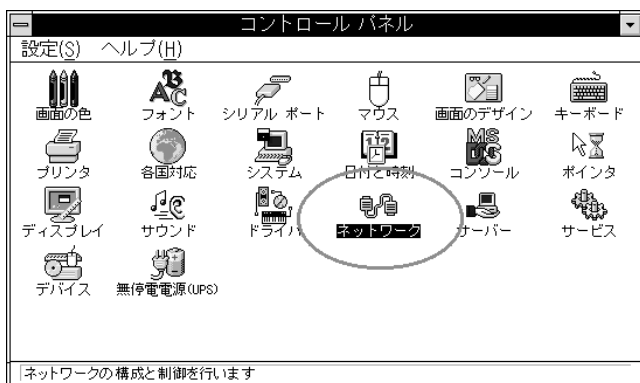 コントロール パネル
設定(S) ヘルプ(H)
画面の色 フォント シリアル ポート マウス 画面のデザイン キーボード
プリンタ 各国対応 システム 日付と時刻 コンソール ポインタ
ディスプレイ サウンド ドライバ ネットワーク サーバー サービス
デバイス 無停電電源(UPS)
ネットワークの構成と制御を行います